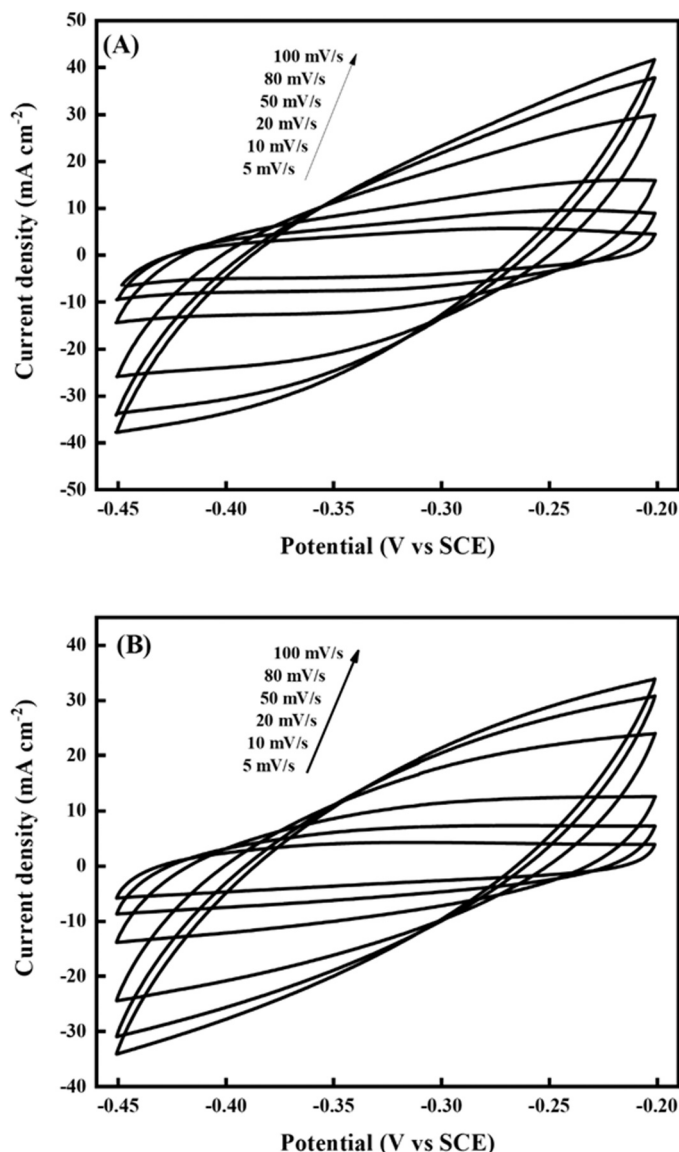 (A)
100 mV/s
80 mV/s
50 mV/s
20 mV/s
10 mV/s
5 mV/s
50
40
30
20
10
0
-10
-20
-30
-40
-50
Current density (mA cm⁻²)
-0.45 -0.40 -0.35 -0.30 -0.25 -0.20
Potential (V vs SCE)
(B)
100 mV/s
80 mV/s
50 mV/s
20 mV/s
10 mV/s
5 mV/s
40
30
20
10
0
-10
-20
-30
-40
Current density (mA cm⁻²)
-0.45 -0.40 -0.35 -0.30 -0.25 -0.20
Potential (V vs SCE)